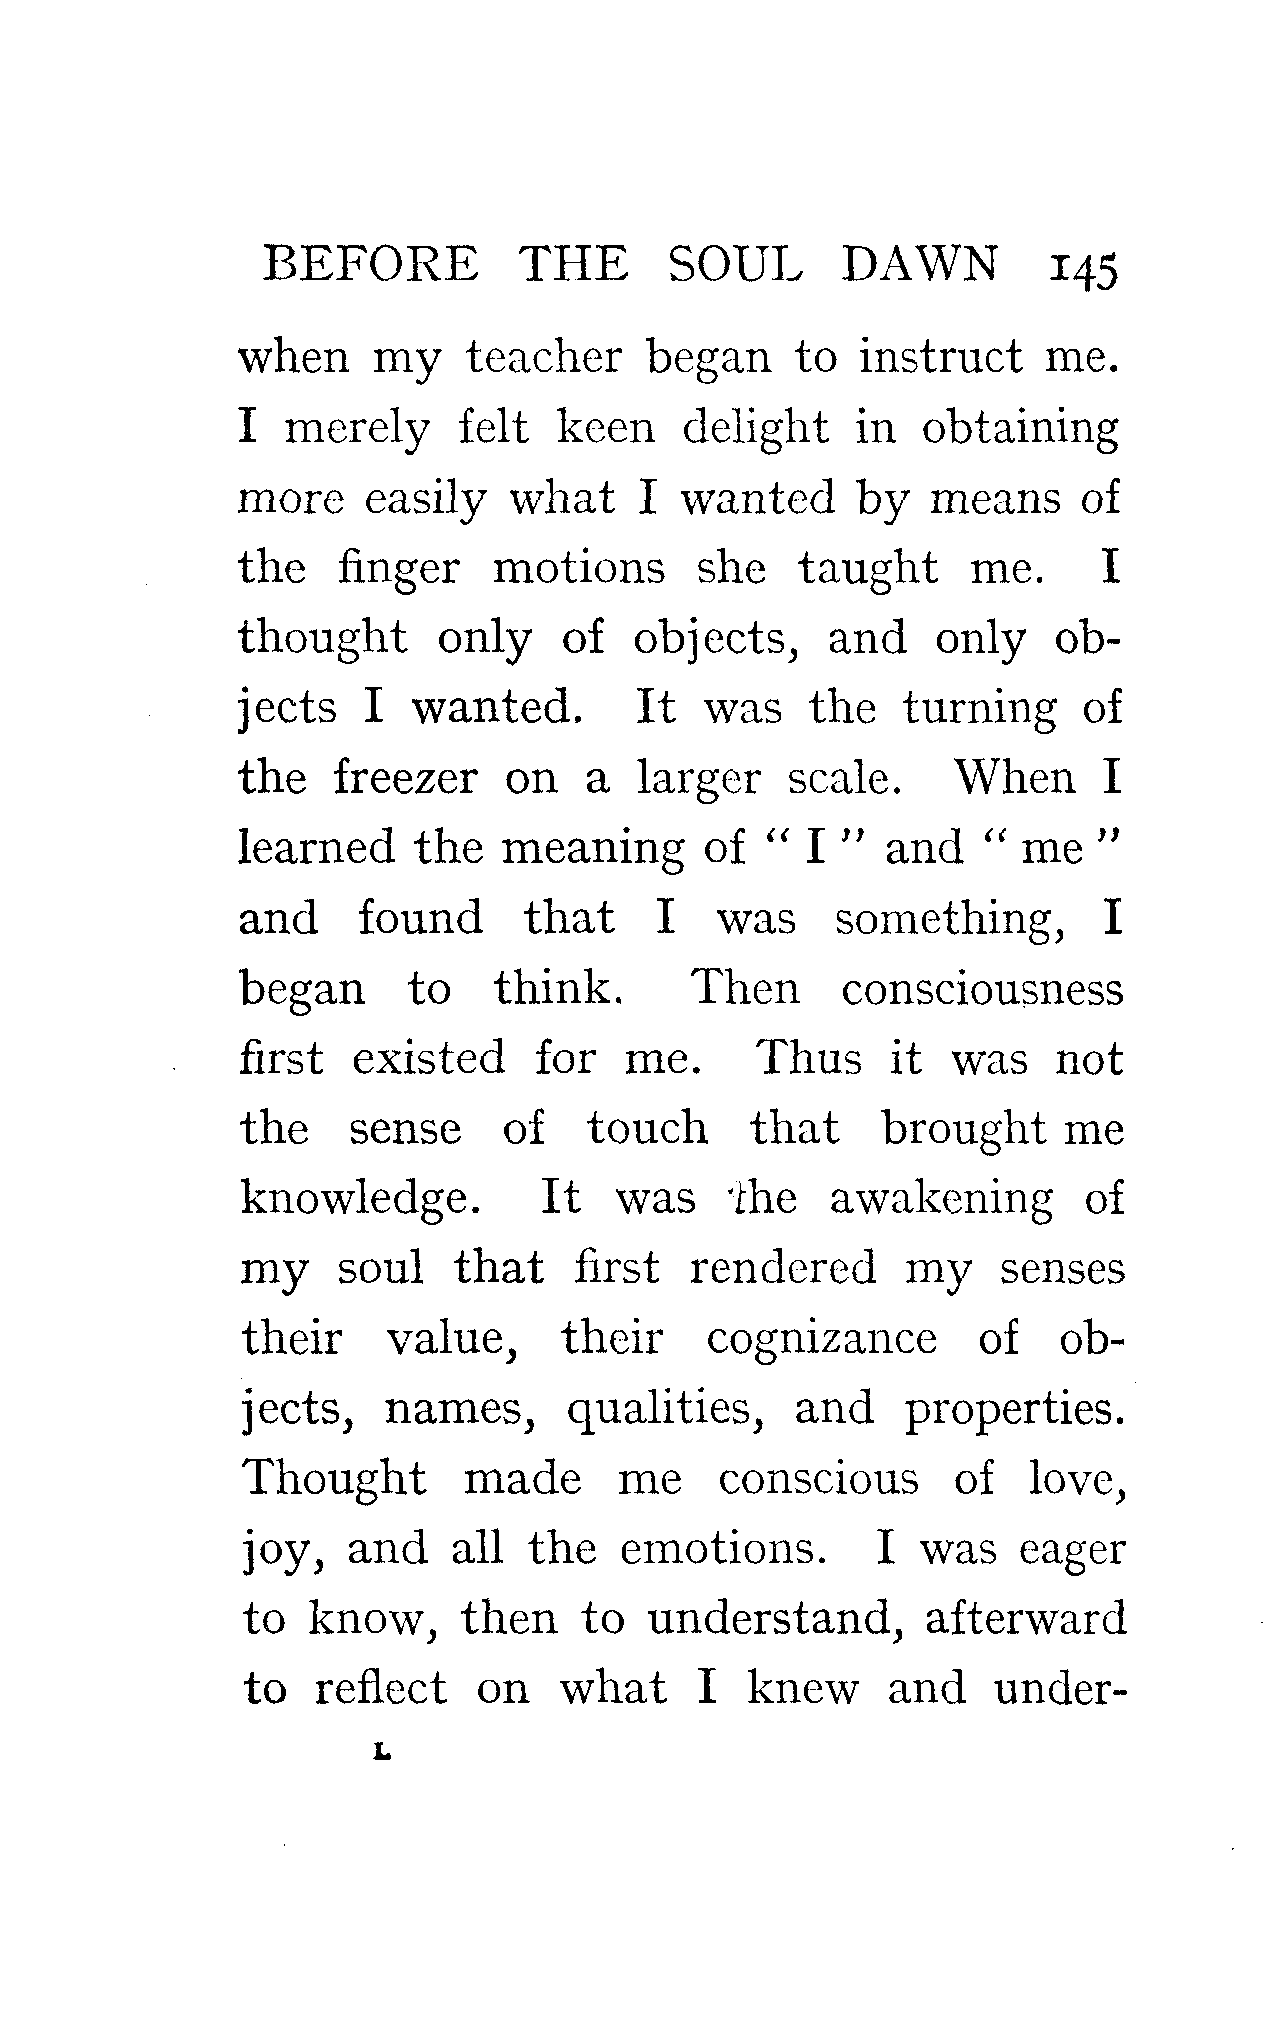 BEFORE THE SOUL DAWN 145
when my teacher began to instruct me.
I merely felt keen delight in obtaining
more easily what I wanted by means of
the finger motions she taught me. I
thought only of objects, and only ob-
jects I wanted. It was the turning of
the freezer on a larger scale. When I
learned the meaning of " I " and " me "
and found that I was something, I
began to think. Then consciousness
first existed for me. Thus it was not
the sense of touch that brought me
knowledge. It was the awakening of
my soul that first rendered my senses
their value, their cognizance of ob-
jects, names, qualities, and properties.
Thought made me conscious of love,
joy, and all the emotions. I was eager
to know, then to understand, afterward
to reflect on what I knew and under-
L